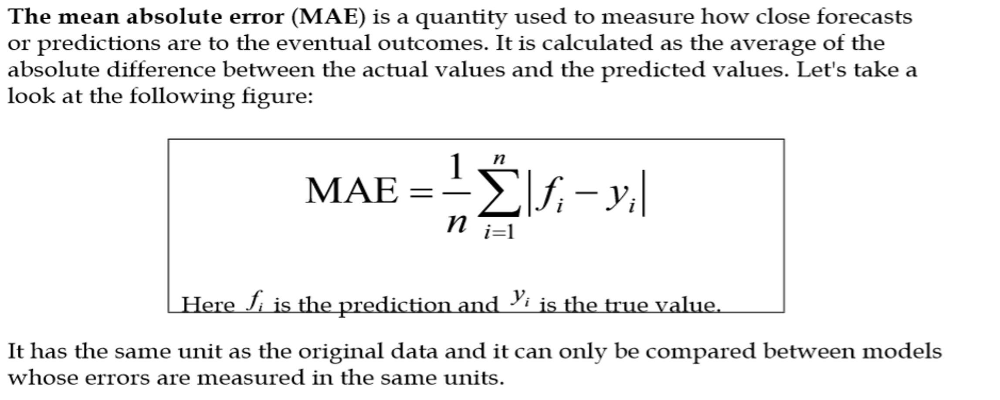 The mean absolute error (MAE) is a quantity used to measure how close forecasts
or predictions are to the eventual outcomes. It is calculated as the average of the
absolute difference between the actual values and the predicted values. Let's take a
look at the following figure:
MAE = \frac{1}{n} \sum_{i=1}^{n} |f_i - y_i|
Here f_i is the prediction and y_i is the true value.
It has the same unit as the original data and it can only be compared between models
whose errors are measured in the same units.